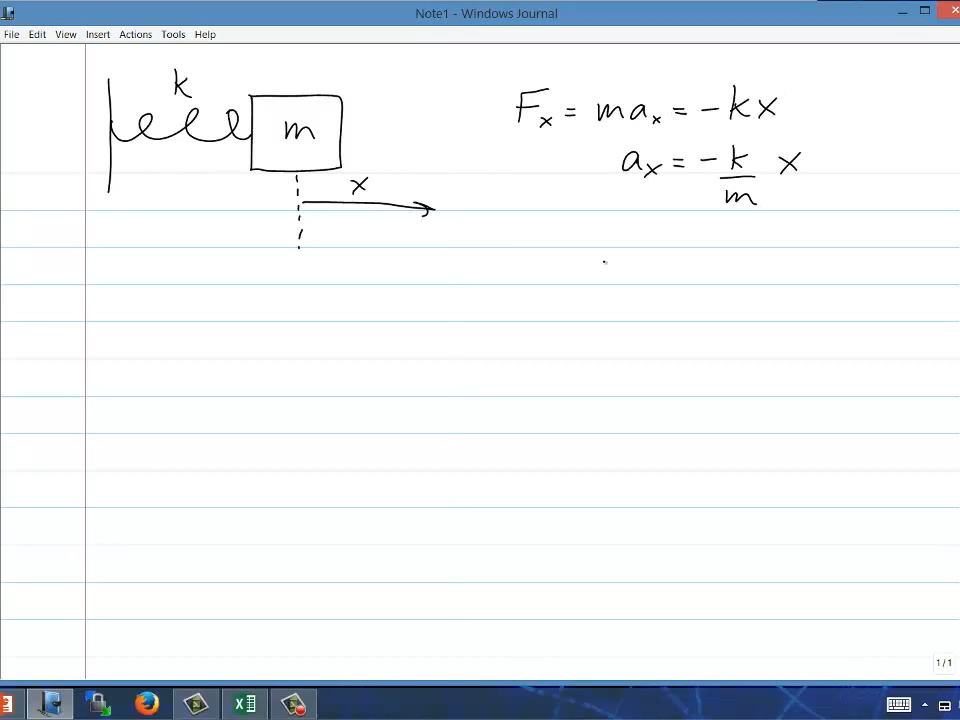 Note1 - Windows Journal
File Edit View Insert Actions Tools Help
k
m
x
Fx = max = -kx
ax = -k/m x
1 / 1